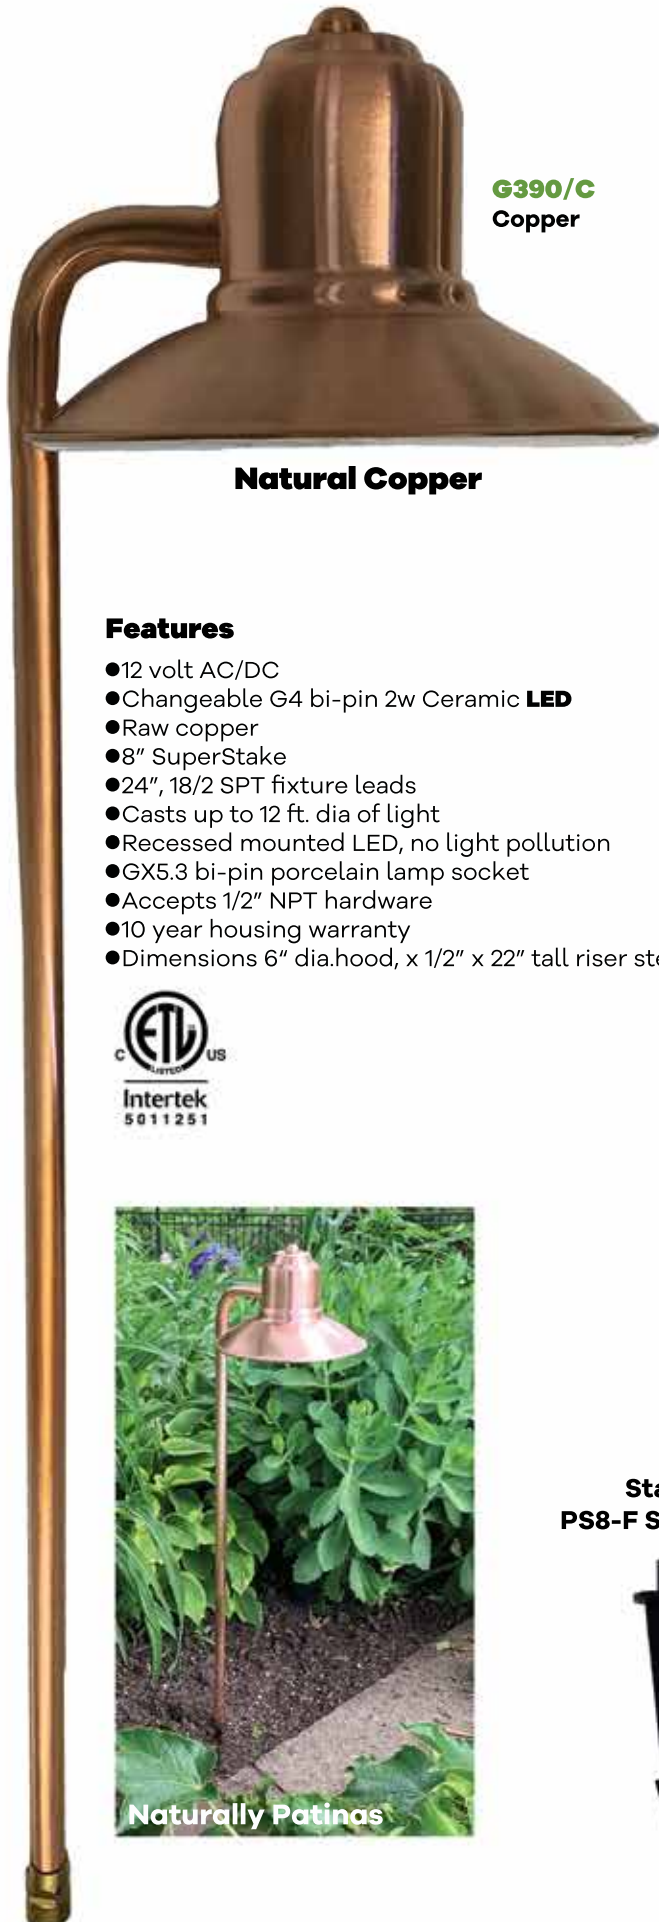 G390/C
Copper
Natural Copper
Features
●12 volt AC/DC
●Changeable G4 bi-pin 2w Ceramic LED
●Raw copper
●8” SuperStake
●24”, 18/2 SPT fixture leads
●Casts up to 12 ft. dia of light
●Recessed mounted LED, no light pollution
●GX5.3 bi-pin porcelain lamp socket
●Accepts 1/2” NPT hardware
●10 year housing warranty
●Dimensions 6“ dia.hood, x 1/2” x 22” tall riser
ETL
C US
LISTED
Intertek
5011251
PS8-F
Naturally Patinas